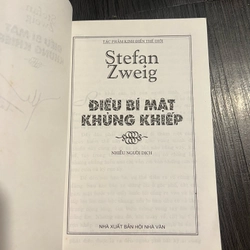 TÁC PHẨM KINH ĐIỂN THẾ GIỚI
Stefan
Zweig
ĐIỀU BÍ MẬT
KHỦNG KHIẾP
NHIỀU NGƯỜI DỊCH
NHÀ XUẤT BẢN HỘI NHÀ VĂN